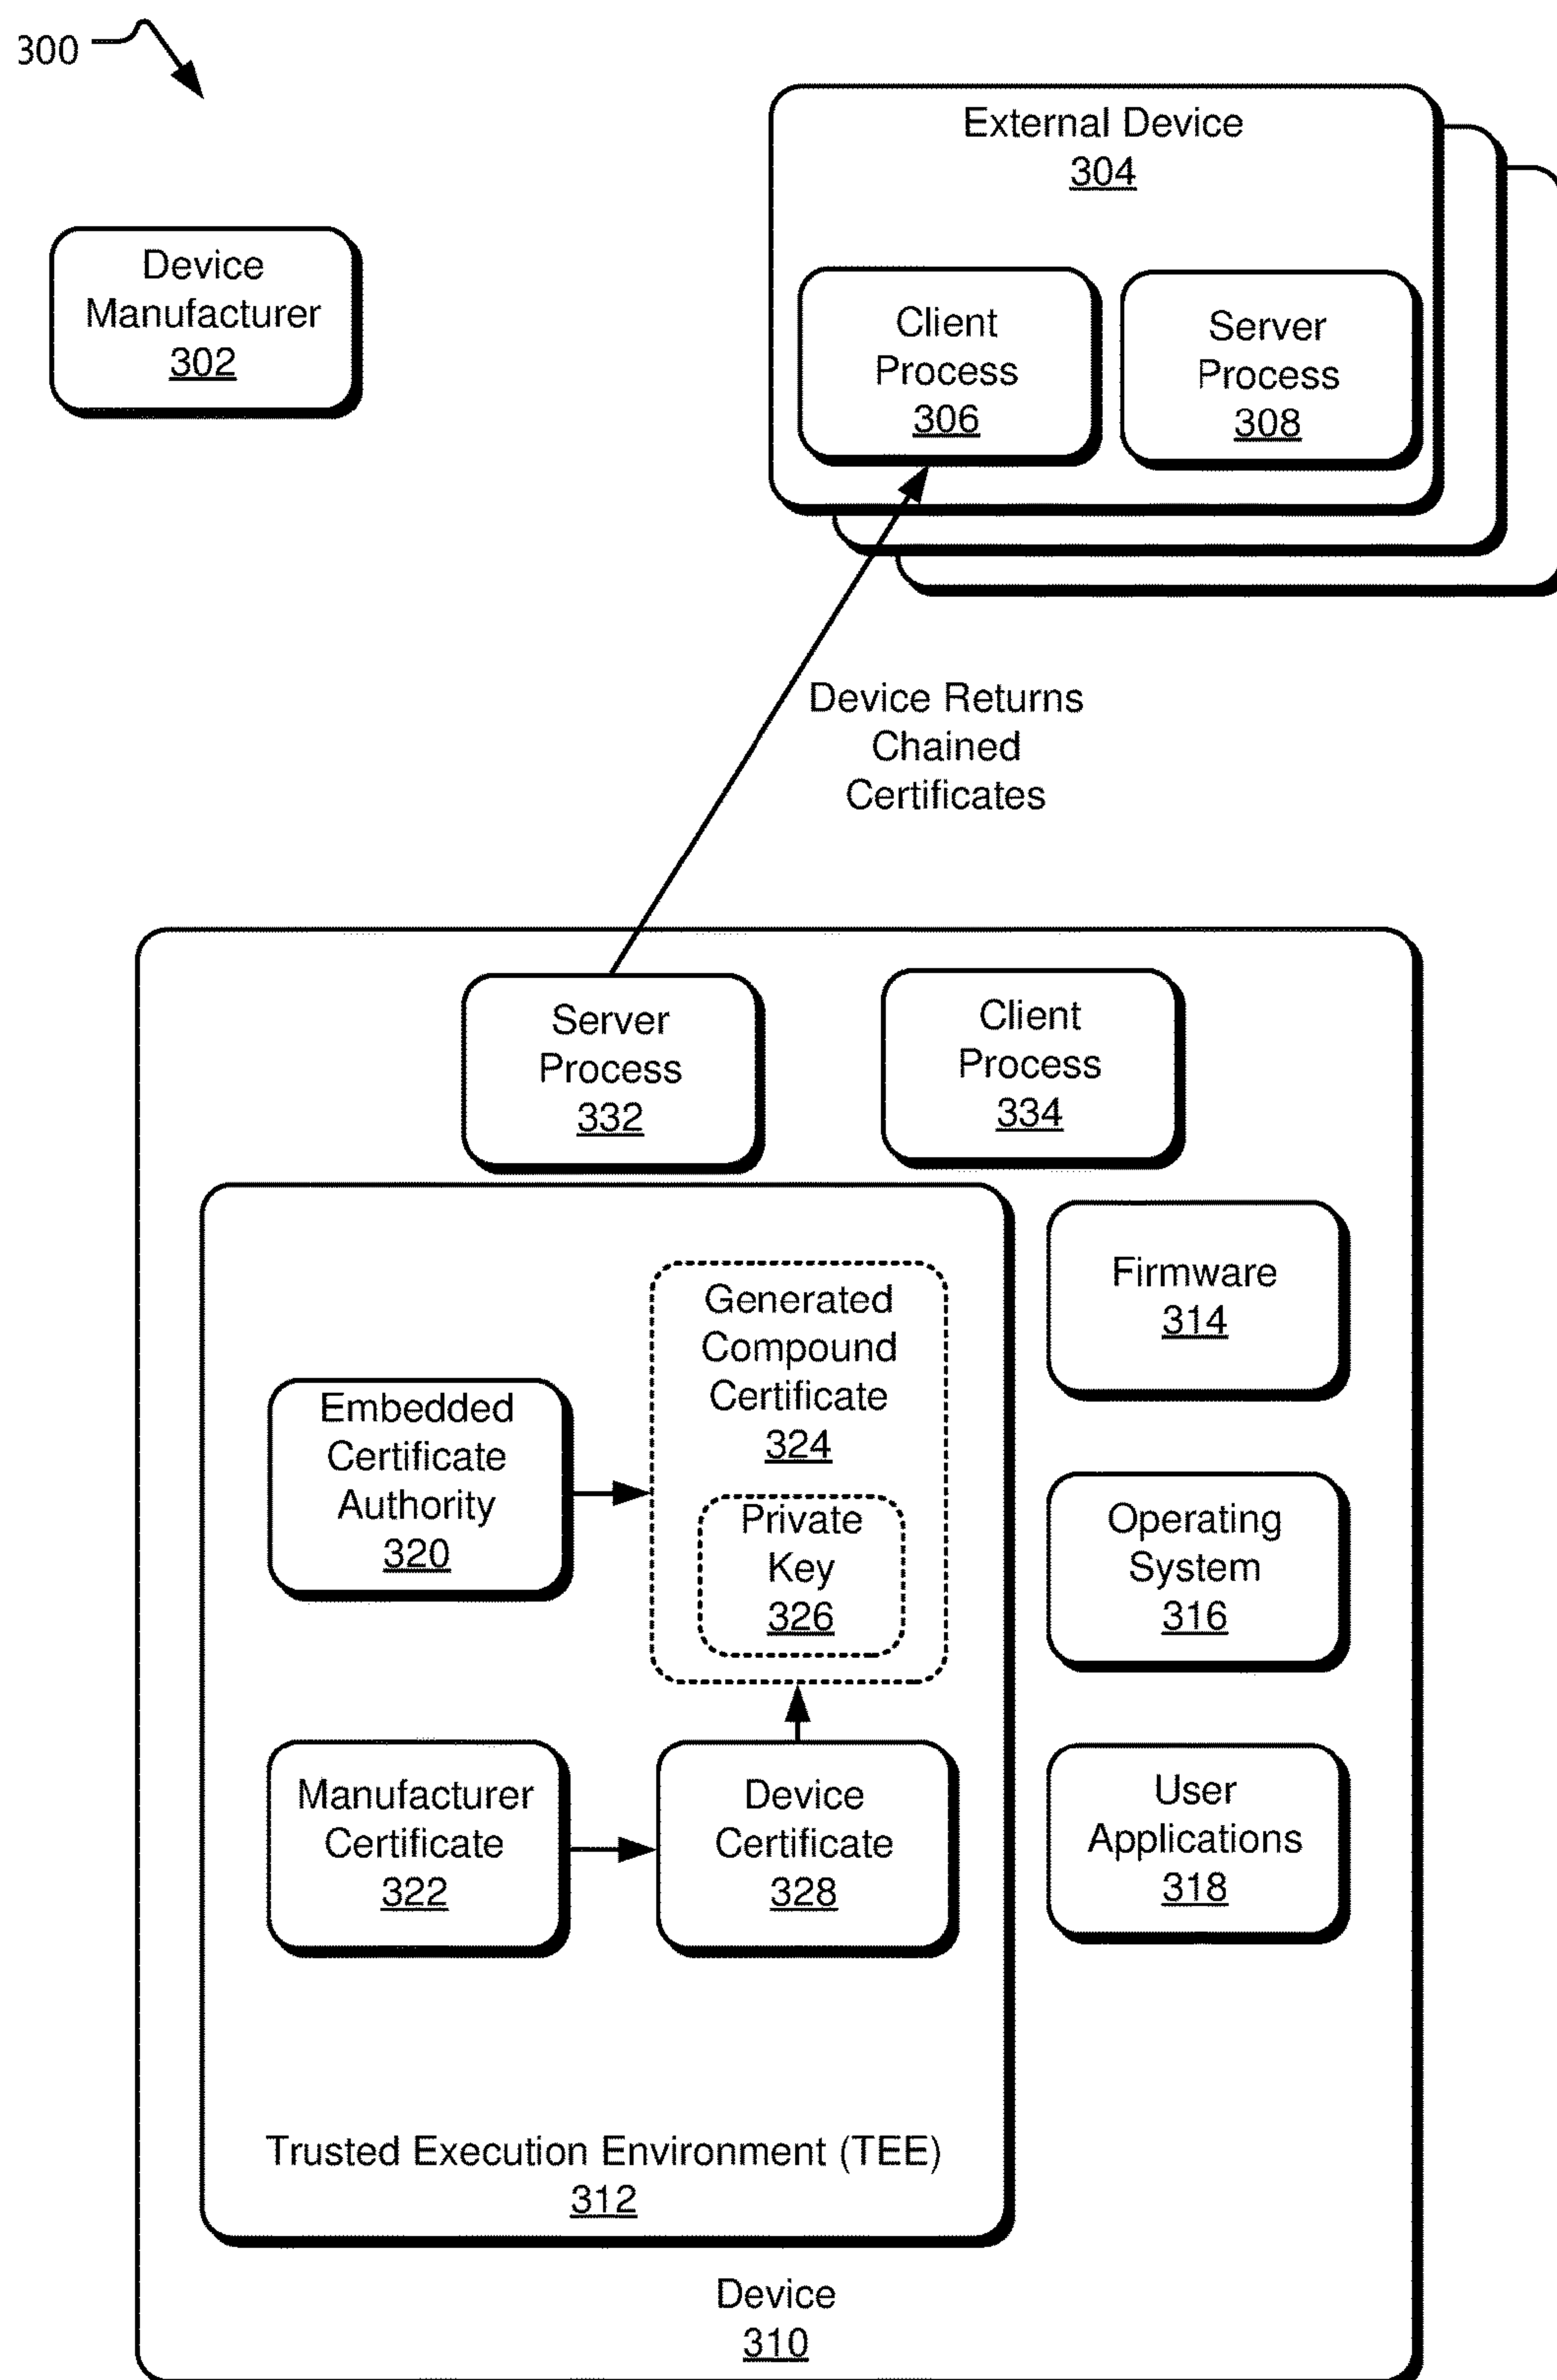 300
External Device
304
Device
Manufacturer
302
Client
Process
306
Server
Process
308
Device Returns
Chained
Certificates
Server
Process
332
Client
Process
334
Generated
Compound
Certificate
324
Private
Key
326
Embedded
Certificate
Authority
320
Manufacturer
Certificate
322
Device
Certificate
328
Firmware
314
Operating
System
316
User
Applications
318
Trusted Execution Environment (TEE)
312
Device
310